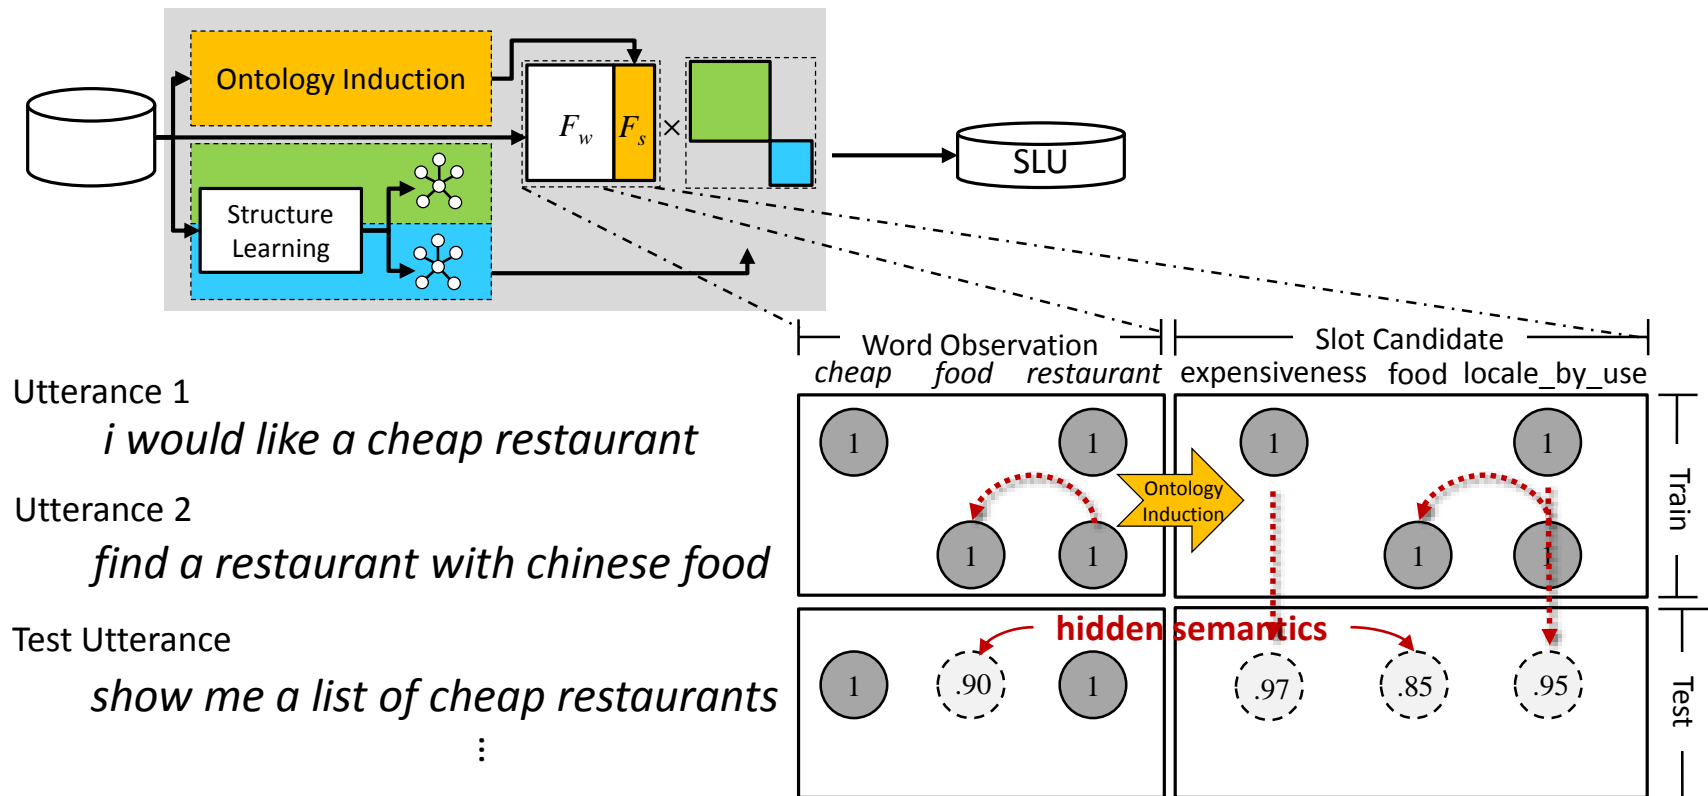 Ontology Induction
F_w F_s ×
SLU
Structure
Learning
Word Observation
Slot Candidate
cheap food restaurant expensiveness food locale_by_use
Utterance 1
i would like a cheap restaurant
1 1 1 1
Train
Ontology
Induction
Utterance 2
find a restaurant with chinese food
1 1 1 1
hidden semantics
Test Utterance
show me a list of cheap restaurants
1 .90 1 .97 .85 .95
Test
⋮